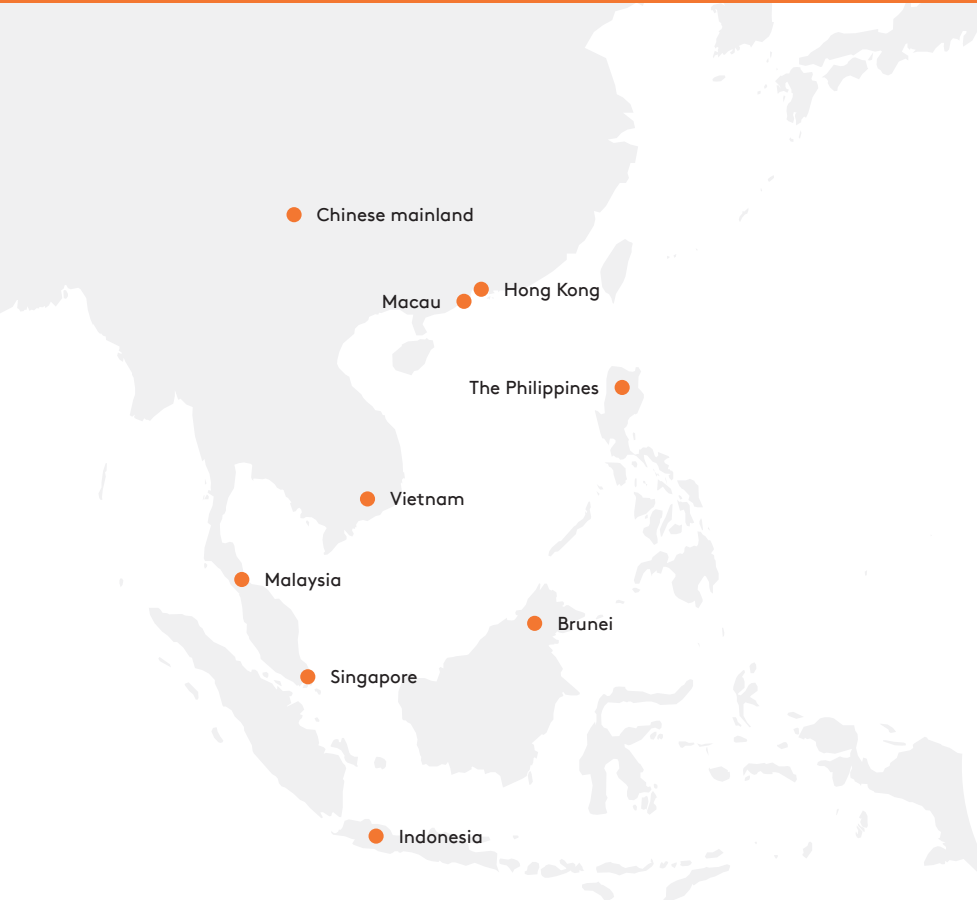 Chinese mainland
Hong Kong
Macau
The Philippines
Vietnam
Malaysia
Brunei
Singapore
Indonesia